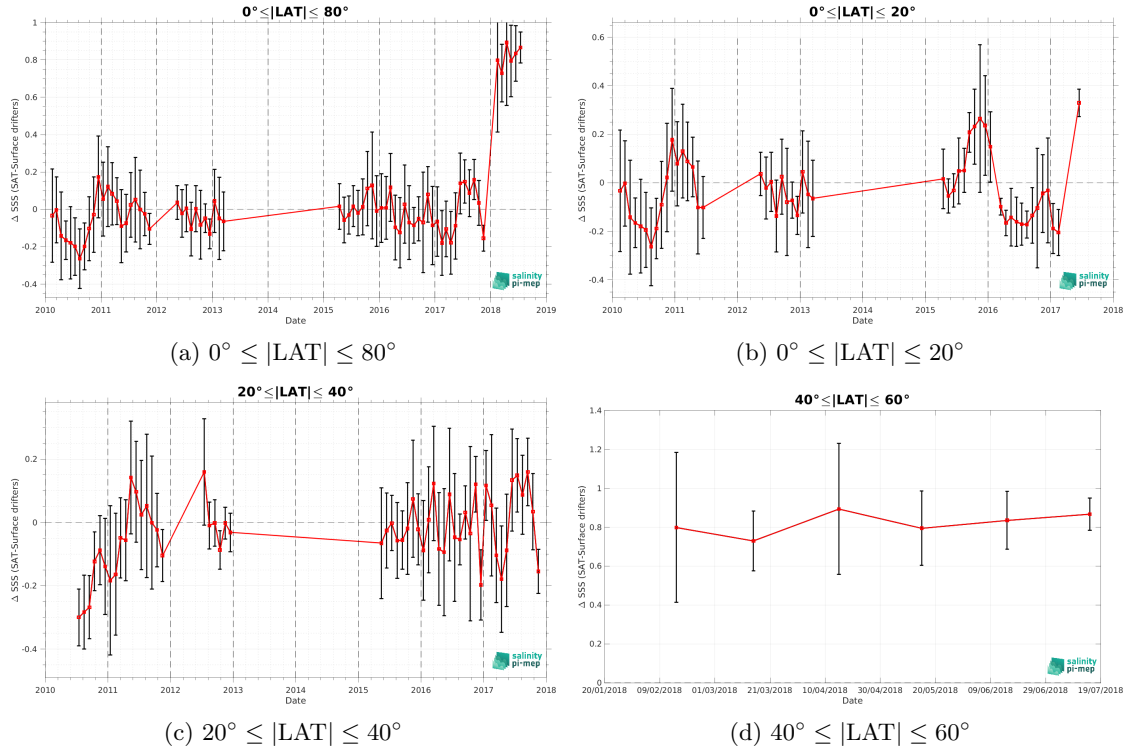 0°≤|LAT|≤ 80°
1
0.8
0.6
0.4
0.2
0
-0.2
-0.4
Δ SSS (SAT-Surface drifters)
2010 2011 2012 2013 2014 2015 2016 2017 2018 2019
Date
salinity
pi-mep
(a) 0° ≤ |LAT| ≤ 80°
0°≤|LAT|≤ 20°
0.6
0.4
0.2
0
-0.2
-0.4
Δ SSS (SAT-Surface drifters)
2010 2011 2012 2013 2014 2015 2016 2017 2018
Date
salinity
pi-mep
(b) 0° ≤ |LAT| ≤ 20°
20°≤|LAT|≤ 40°
0.2
0
-0.2
-0.4
Δ SSS (SAT-Surface drifters)
2010 2011 2012 2013 2014 2015 2016 2017 2018
Date
salinity
pi-mep
(c) 20° ≤ |LAT| ≤ 40°
40°≤|LAT|≤ 60°
1.4
1.2
1
0.8
0.6
0.4
0.2
0
Δ SSS (SAT-Surface drifters)
20/01/2018 09/02/2018 01/03/2018 21/03/2018 10/04/2018 30/04/2018 20/05/2018 09/06/2018 29/06/2018 19/07/2018
Date
salinity
pi-mep
(d) 40° ≤ |LAT| ≤ 60°